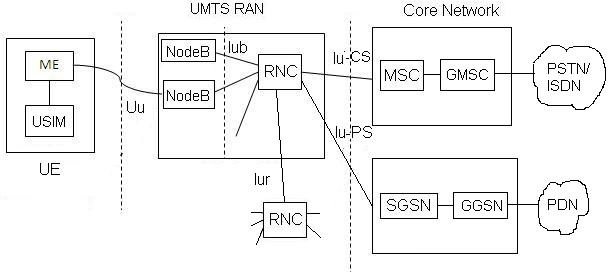 UMTS RAN
Core Network
ME
USIM
UE
Uu
NodeB
NodeB
Iub
RNC
Iur
RNC
Iu-CS
Iu-PS
MSC
GMSC
PSTN/
ISDN
SGSN
GGSN
PDN